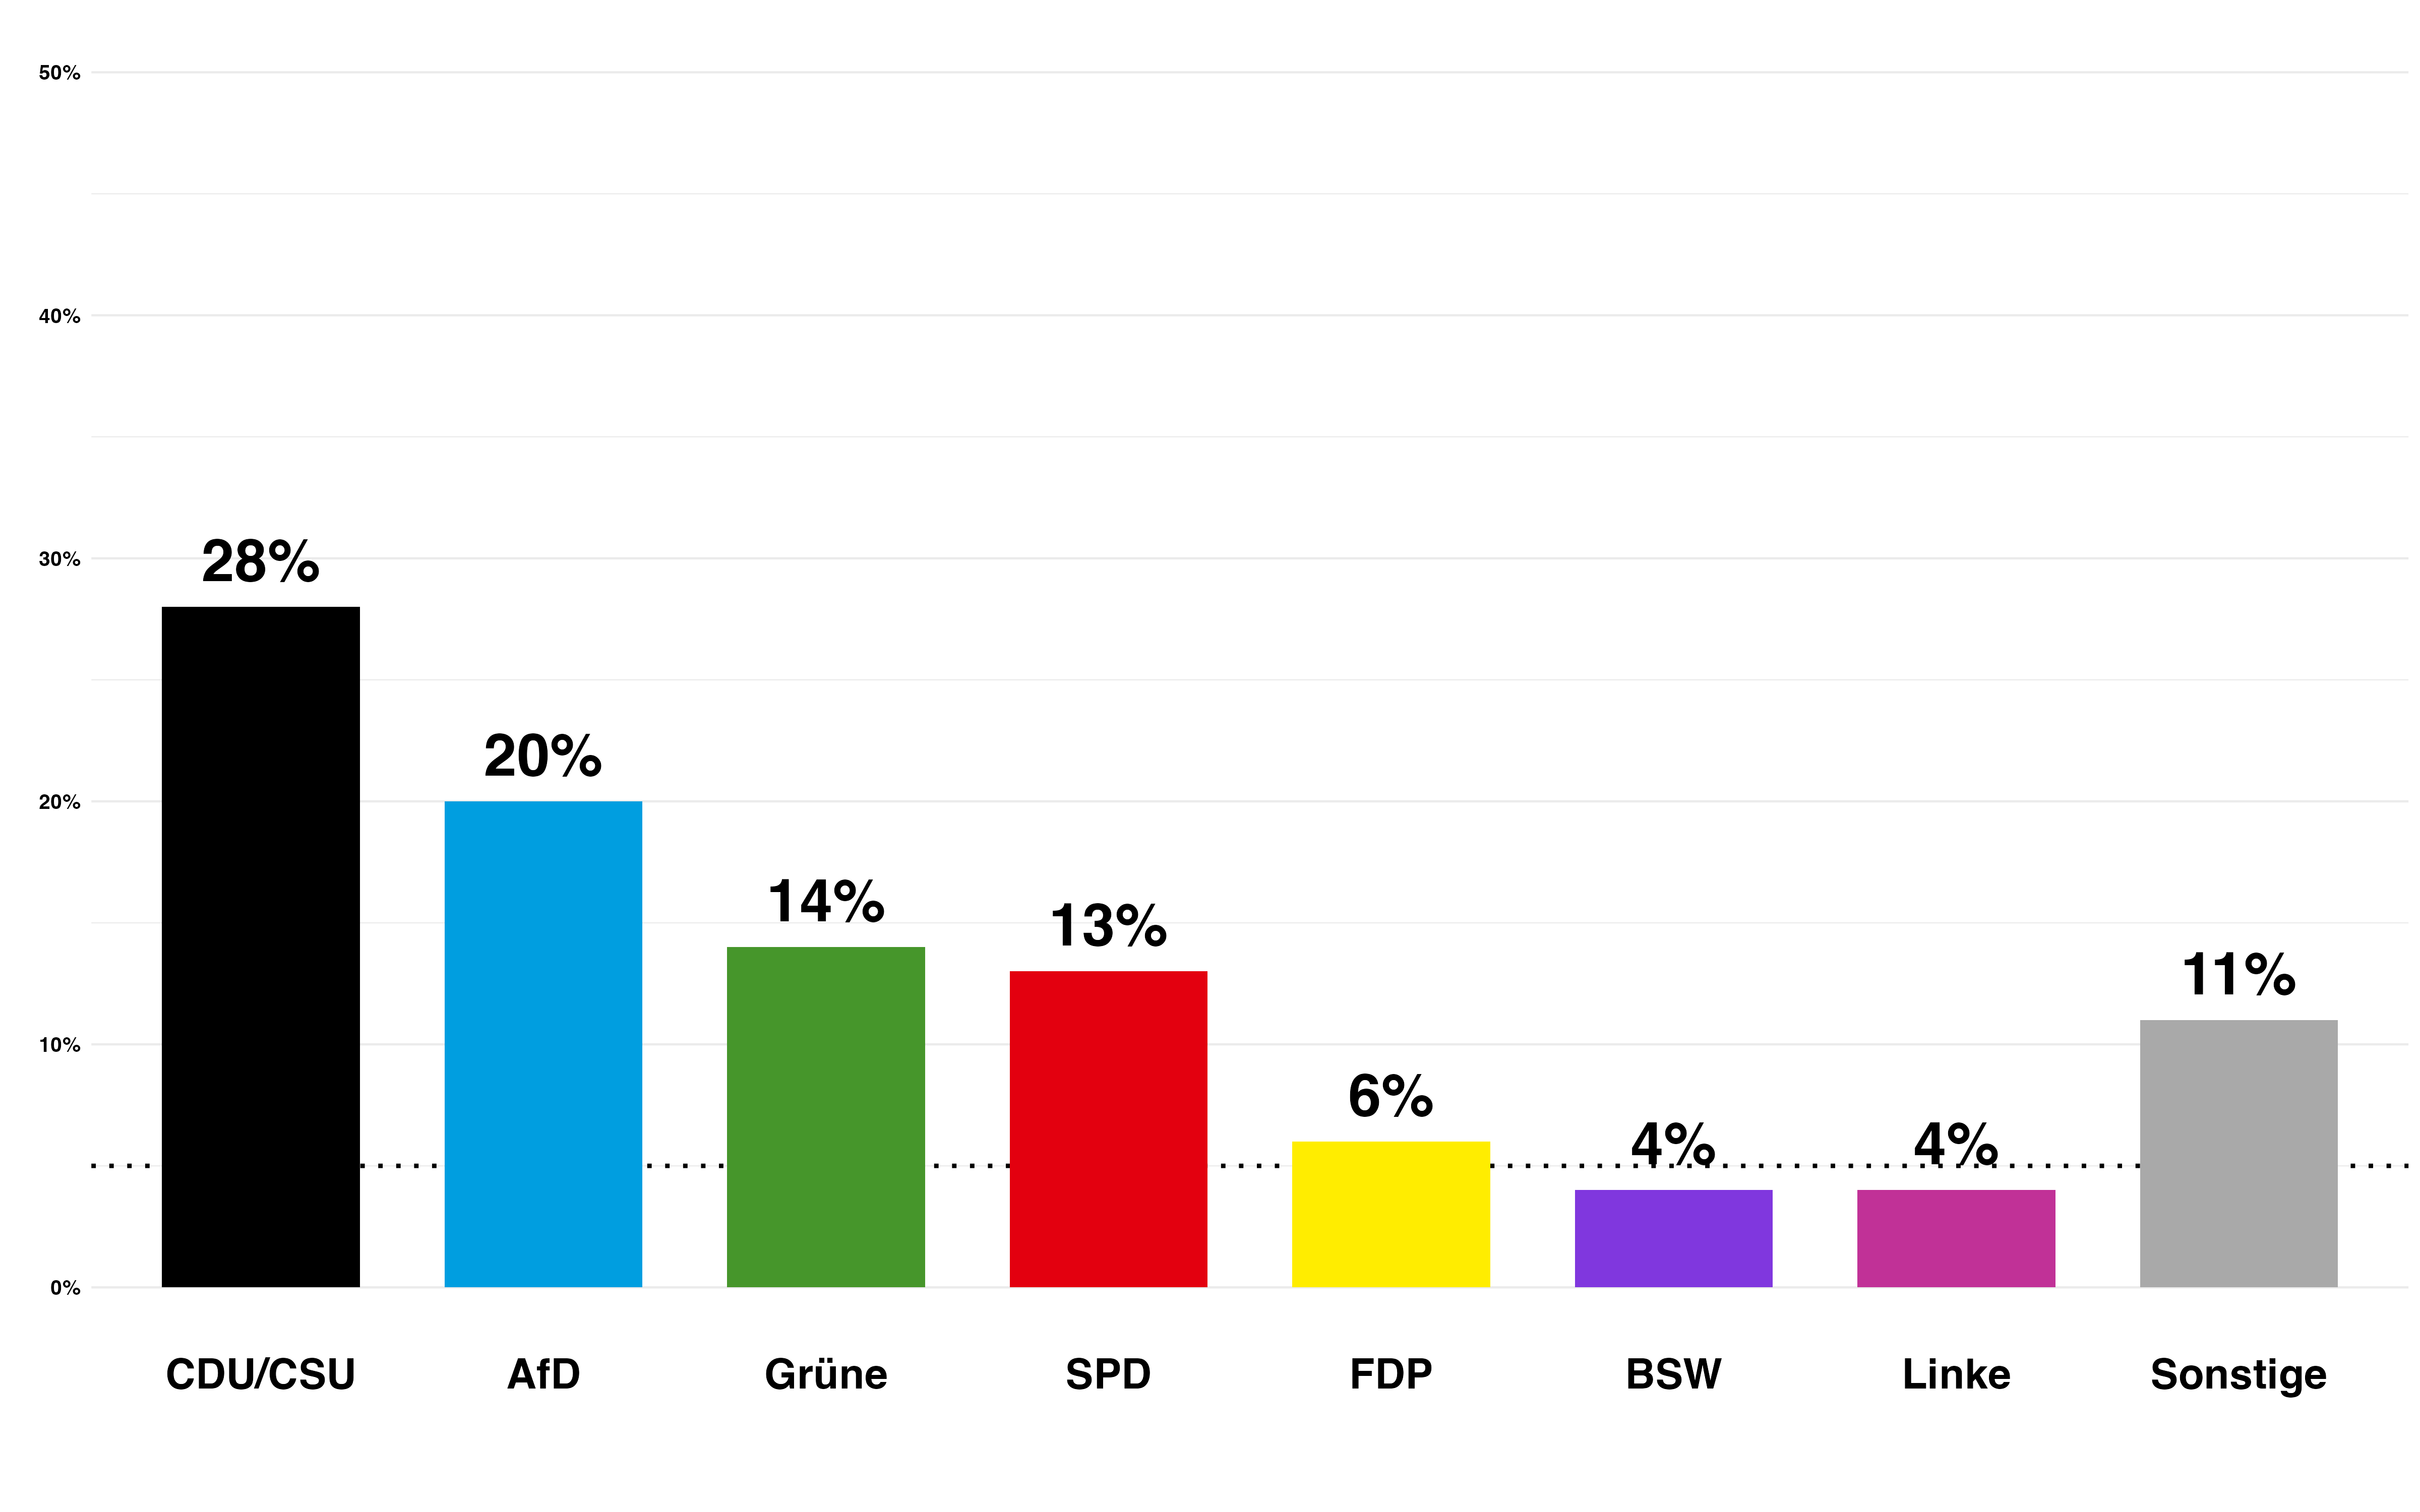 50%
40%
30%
20%
10%
0%
28%
20%
14%
13%
6%
4%
4%
11%
CDU/CSU
AfD
Grüne
SPD
FDP
BSW
Linke
Sonstige